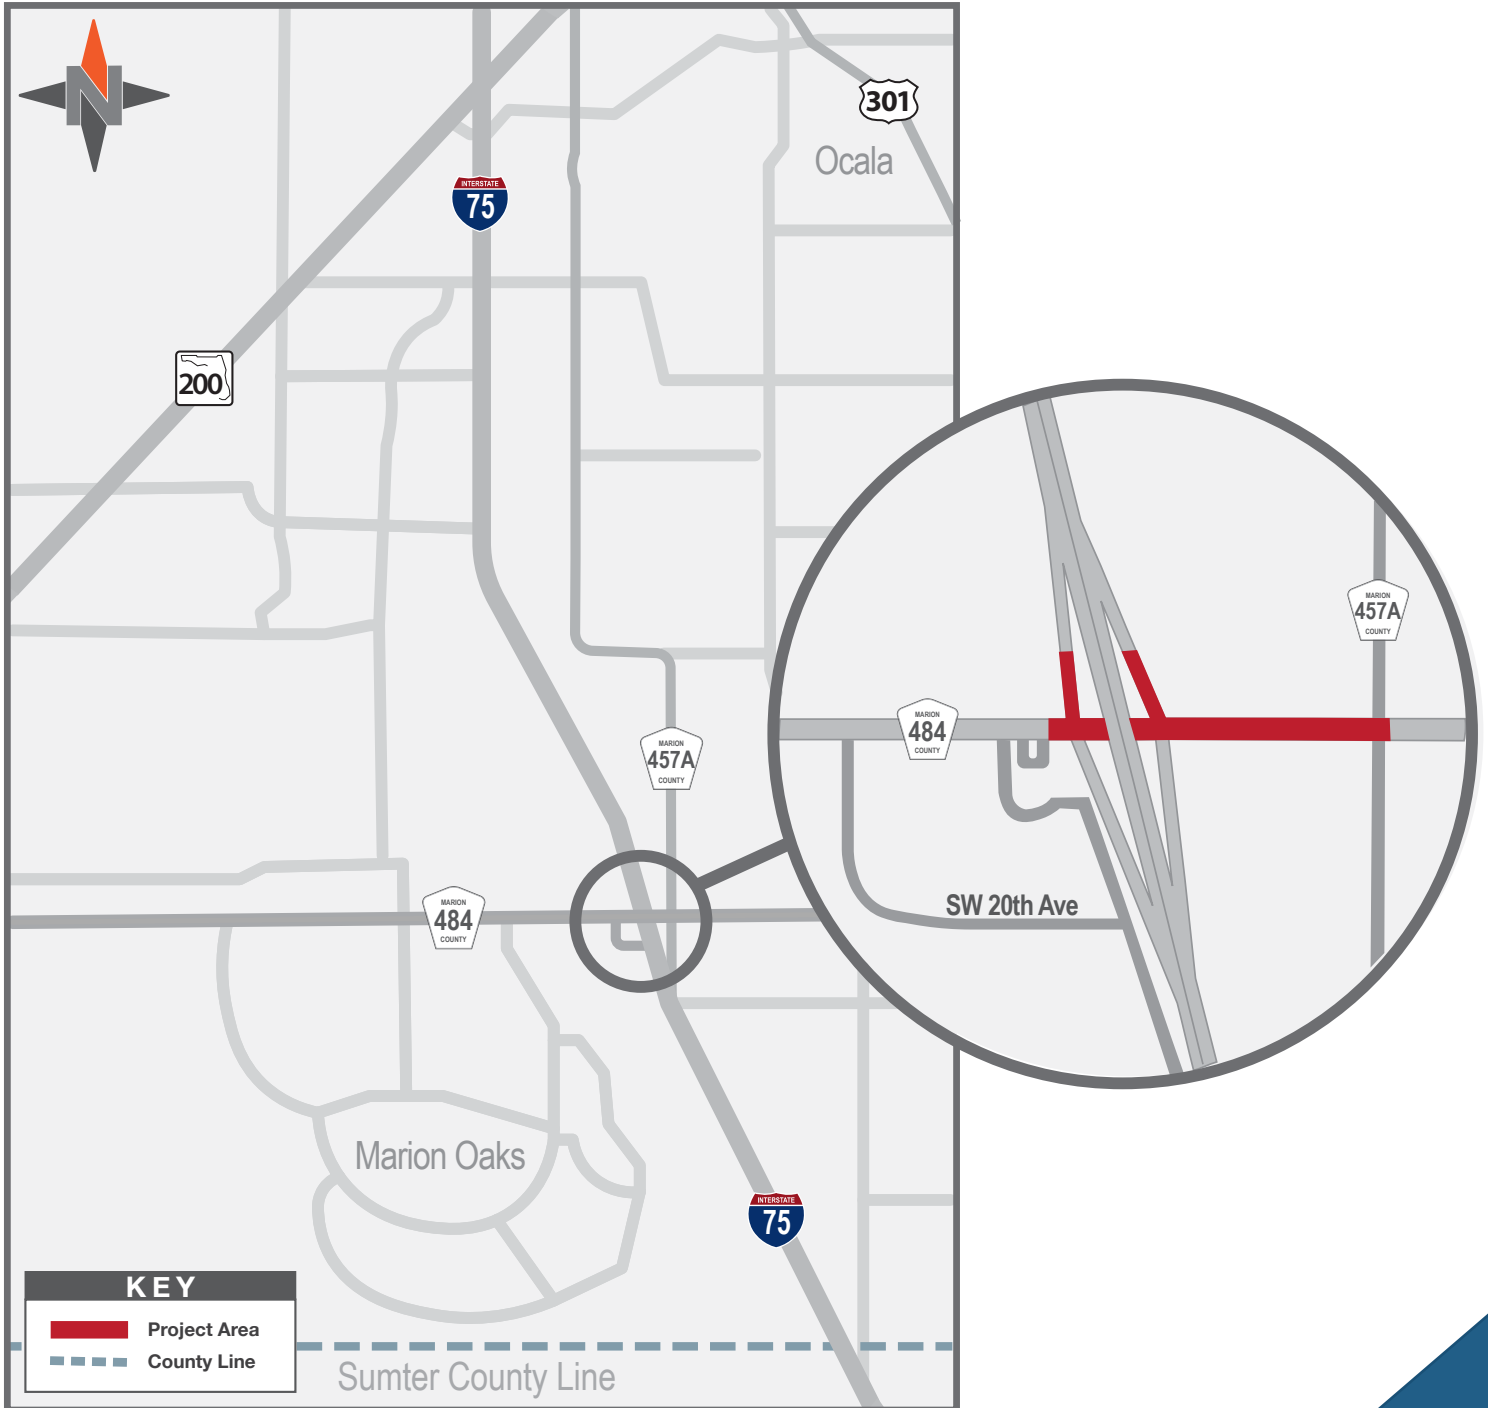 N
301
Ocala
INTERSTATE
75
200
MARION
457A
COUNTY
MARION
457A
COUNTY
MARION
484
COUNTY
MARION
484
COUNTY
SW 20th Ave
Marion Oaks
INTERSTATE
75
KEY
Project Area
County Line
Sumter County Line